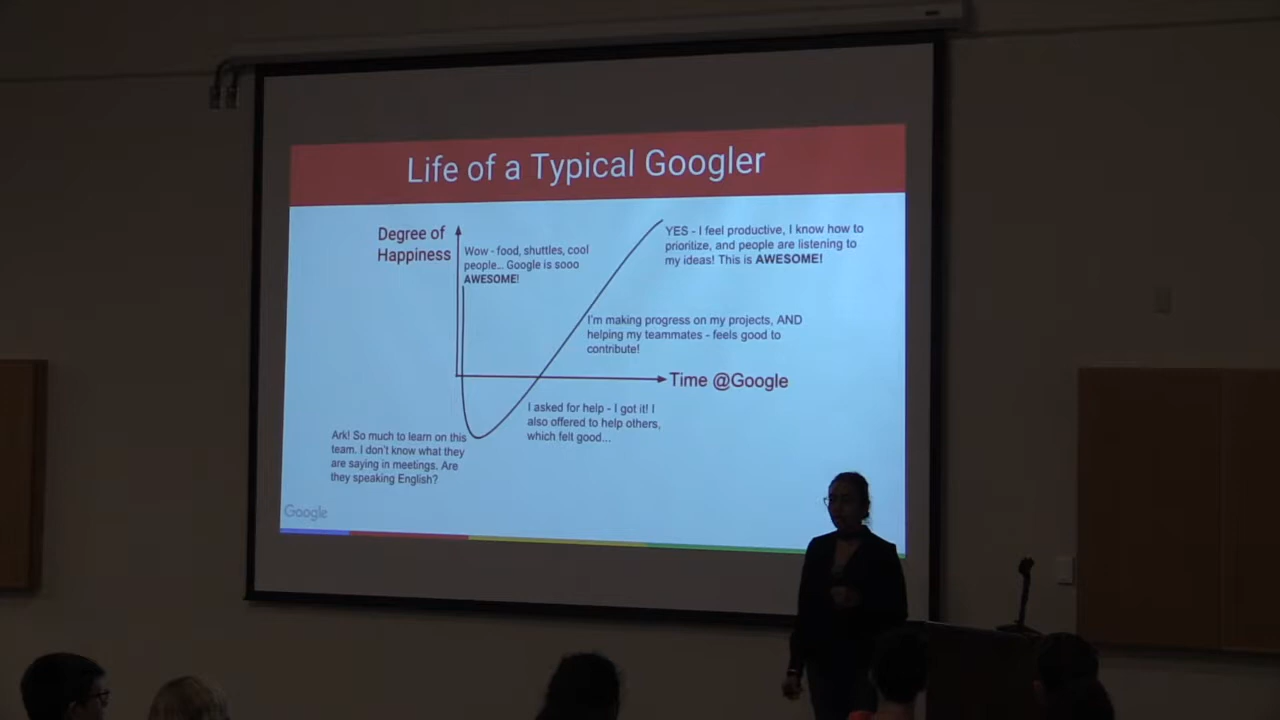 Life of a Typical Googler
Degree of
Happiness
Wow - food, shuttles, cool
people... Google is sooo
AWESOME!
YES - I feel productive, I know how to
prioritize, and people are listening to
my ideas! This is AWESOME!
I'm making progress on my projects, AND
helping my teammates - feels good to
contribute!
Time @Google
I asked for help - I got it! I
also offered to help others,
which felt good...
Ark! So much to learn on this
team. I don't know what they
are saying in meetings. Are
they speaking English?
Google